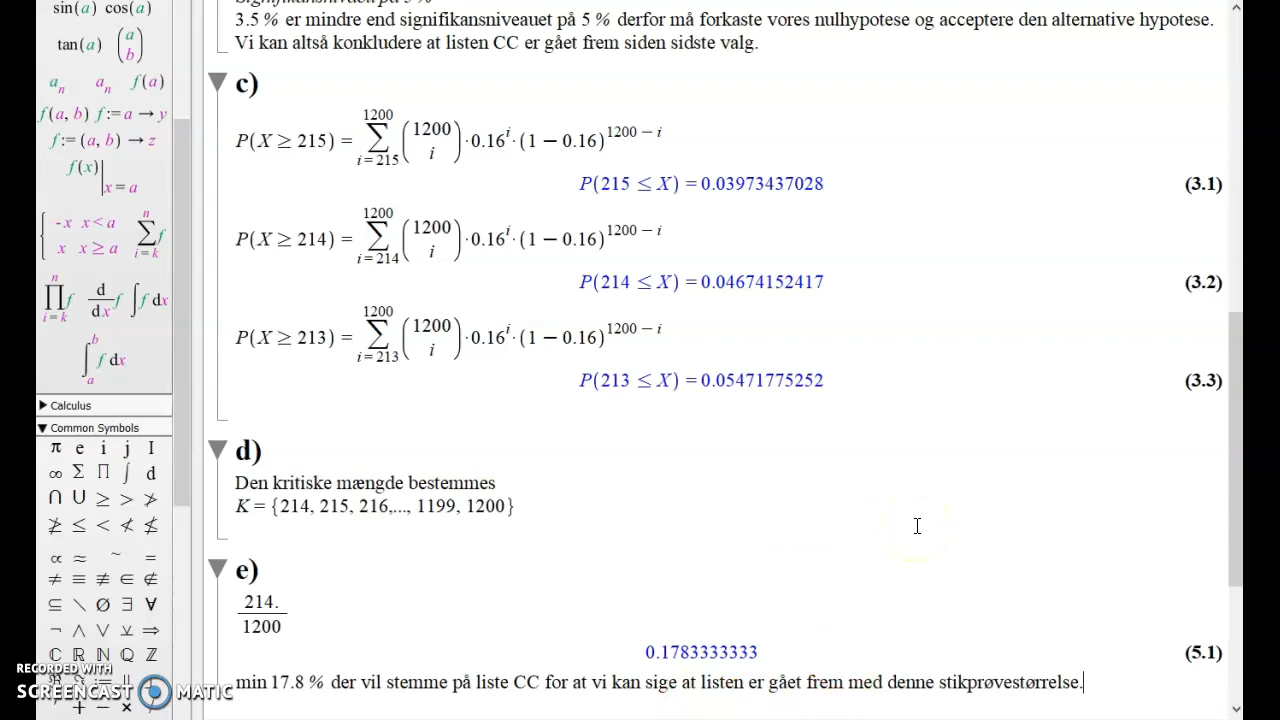 sin(a) cos(a)
tan(a) (a b)
a_n a_n f(a)
f(a, b) f := a → y
f := (a, b) → z
f(x)| x = a
{ -x x < a
x x ≥ a
∑ i = k n f
∏ i = k n f d/dx f ∫ f dx
∫ a b f dx
Calculus
Common Symbols
π e i j I
∞ Σ Π ∫ d
∩ ∪ ≥ > ≯
≱ ≤ < ≮ ≰
∝ ≈ ~ =
≠ ≡ ≢ ∈ ∉
⊆ \ Ø ∃ ∀
¬ ∧ ∨ ⊻ ⇒
ℂ ℝ ℕ ℚ ℤ
+ − ×
RECORDED WITH
SCREENCAST MATIC
3.5 % er mindre end signifikansniveauet på 5 % derfor må forkaste vores nulhypotese og acceptere den alternative hypotese.
Vi kan altså konkludere at listen CC er gået frem siden sidste valg.
c)
P(X ≥ 215) = ∑ i = 215 1200 (1200 i) · 0.16^i · (1 − 0.16)^(1200 − i)
P(215 ≤ X) = 0.03973437028 (3.1)
P(X ≥ 214) = ∑ i = 214 1200 (1200 i) · 0.16^i · (1 − 0.16)^(1200 − i)
P(214 ≤ X) = 0.04674152417 (3.2)
P(X ≥ 213) = ∑ i = 213 1200 (1200 i) · 0.16^i · (1 − 0.16)^(1200 − i)
P(213 ≤ X) = 0.05471775252 (3.3)
d)
Den kritiske mængde bestemmes
K = {214, 215, 216,..., 1199, 1200}
e)
214.
1200
0.1783333333 (5.1)
min 17.8 % der vil stemme på liste CC for at vi kan sige at listen er gået frem med denne stikprøvestørrelse.